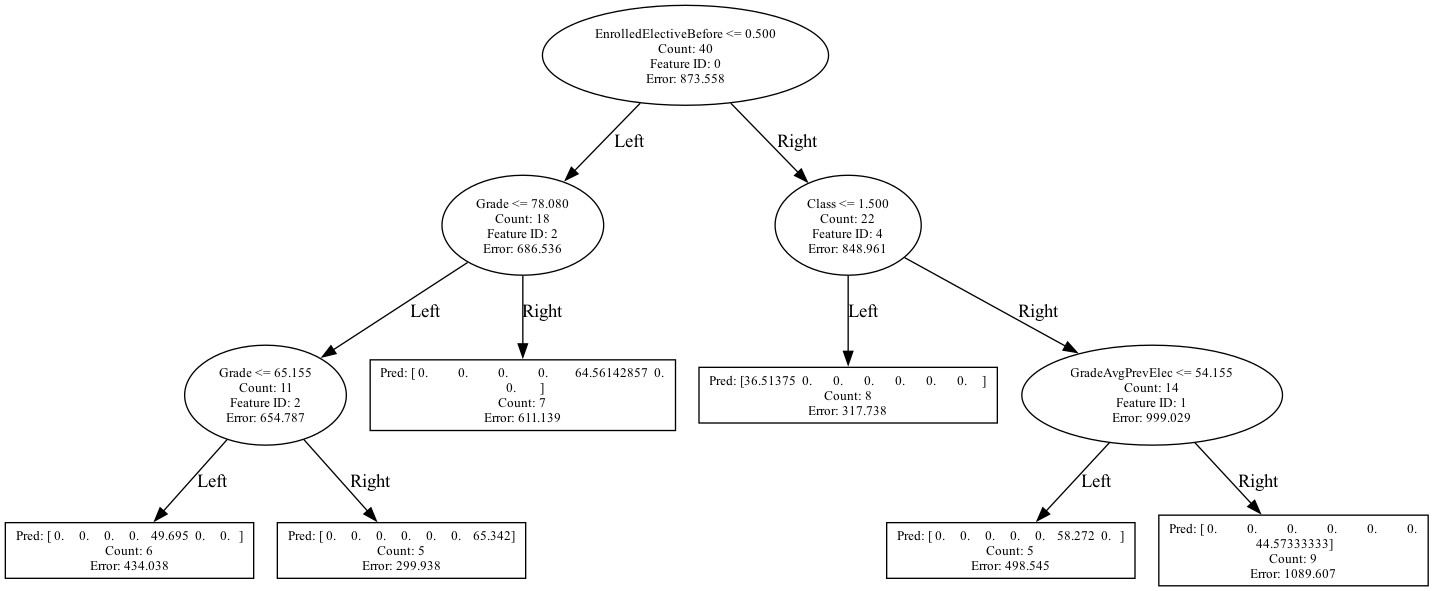 EnrolledElectiveBefore <= 0.500
Count: 40
Feature ID: 0
Error: 873.558
Left
Right
Grade <= 78.080
Count: 18
Feature ID: 2
Error: 686.536
Class <= 1.500
Count: 22
Feature ID: 4
Error: 848.961
Left
Right
Left
Right
Grade <= 65.155
Count: 11
Feature ID: 2
Error: 654.787
Pred: [ 0. 0. 0. 0. 64.56142857 0.
0. ]
Count: 7
Error: 611.139
Pred: [36.51375 0. 0. 0. 0. 0. 0. ]
Count: 8
Error: 317.738
GradeAvgPrevElec <= 54.155
Count: 14
Feature ID: 1
Error: 999.029
Left
Right
Left
Right
Pred: [ 0. 0. 0. 0. 49.695 0. 0. ]
Count: 6
Error: 434.038
Pred: [ 0. 0. 0. 0. 0. 0. 65.342]
Count: 5
Error: 299.938
Pred: [ 0. 0. 0. 0. 0. 58.272 0. ]
Count: 5
Error: 498.545
Pred: [ 0. 0. 0. 0. 0. 0.
44.57333333]
Count: 9
Error: 1089.607